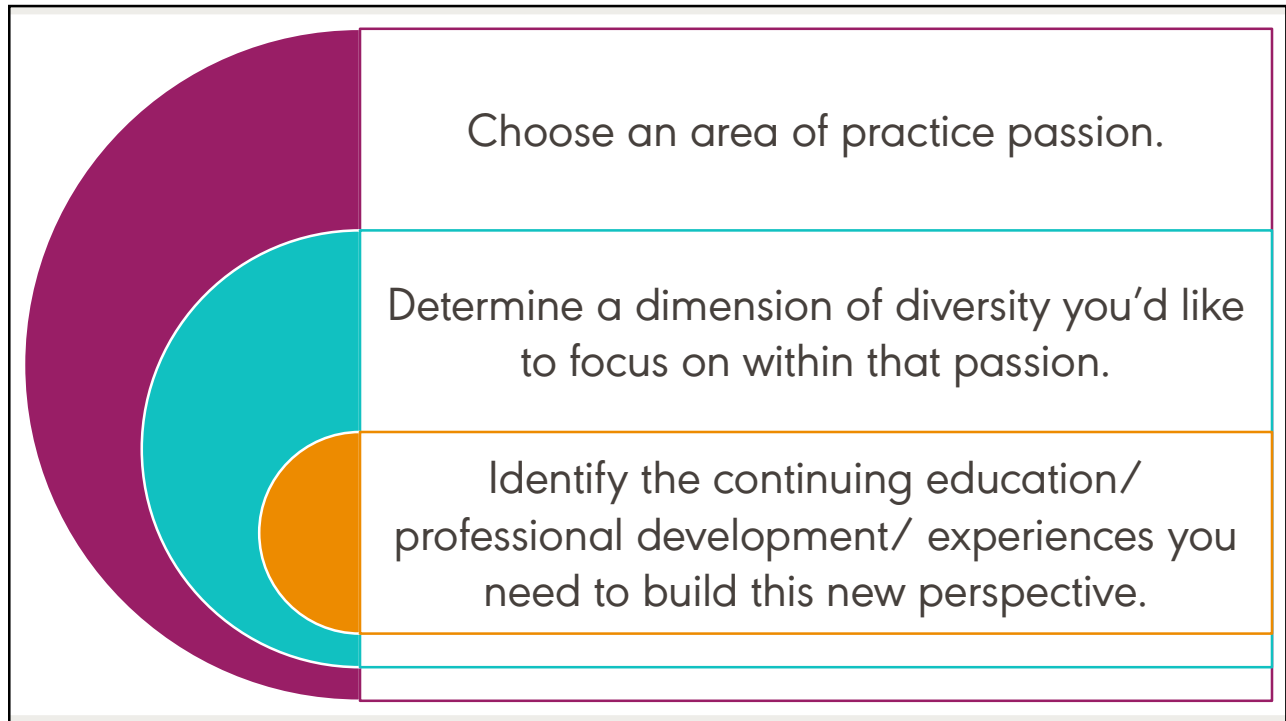 Choose an area of practice passion.
Determine a dimension of diversity you’d like
to focus on within that passion.
Identify the continuing education/
professional development/ experiences you
need to build this new perspective.